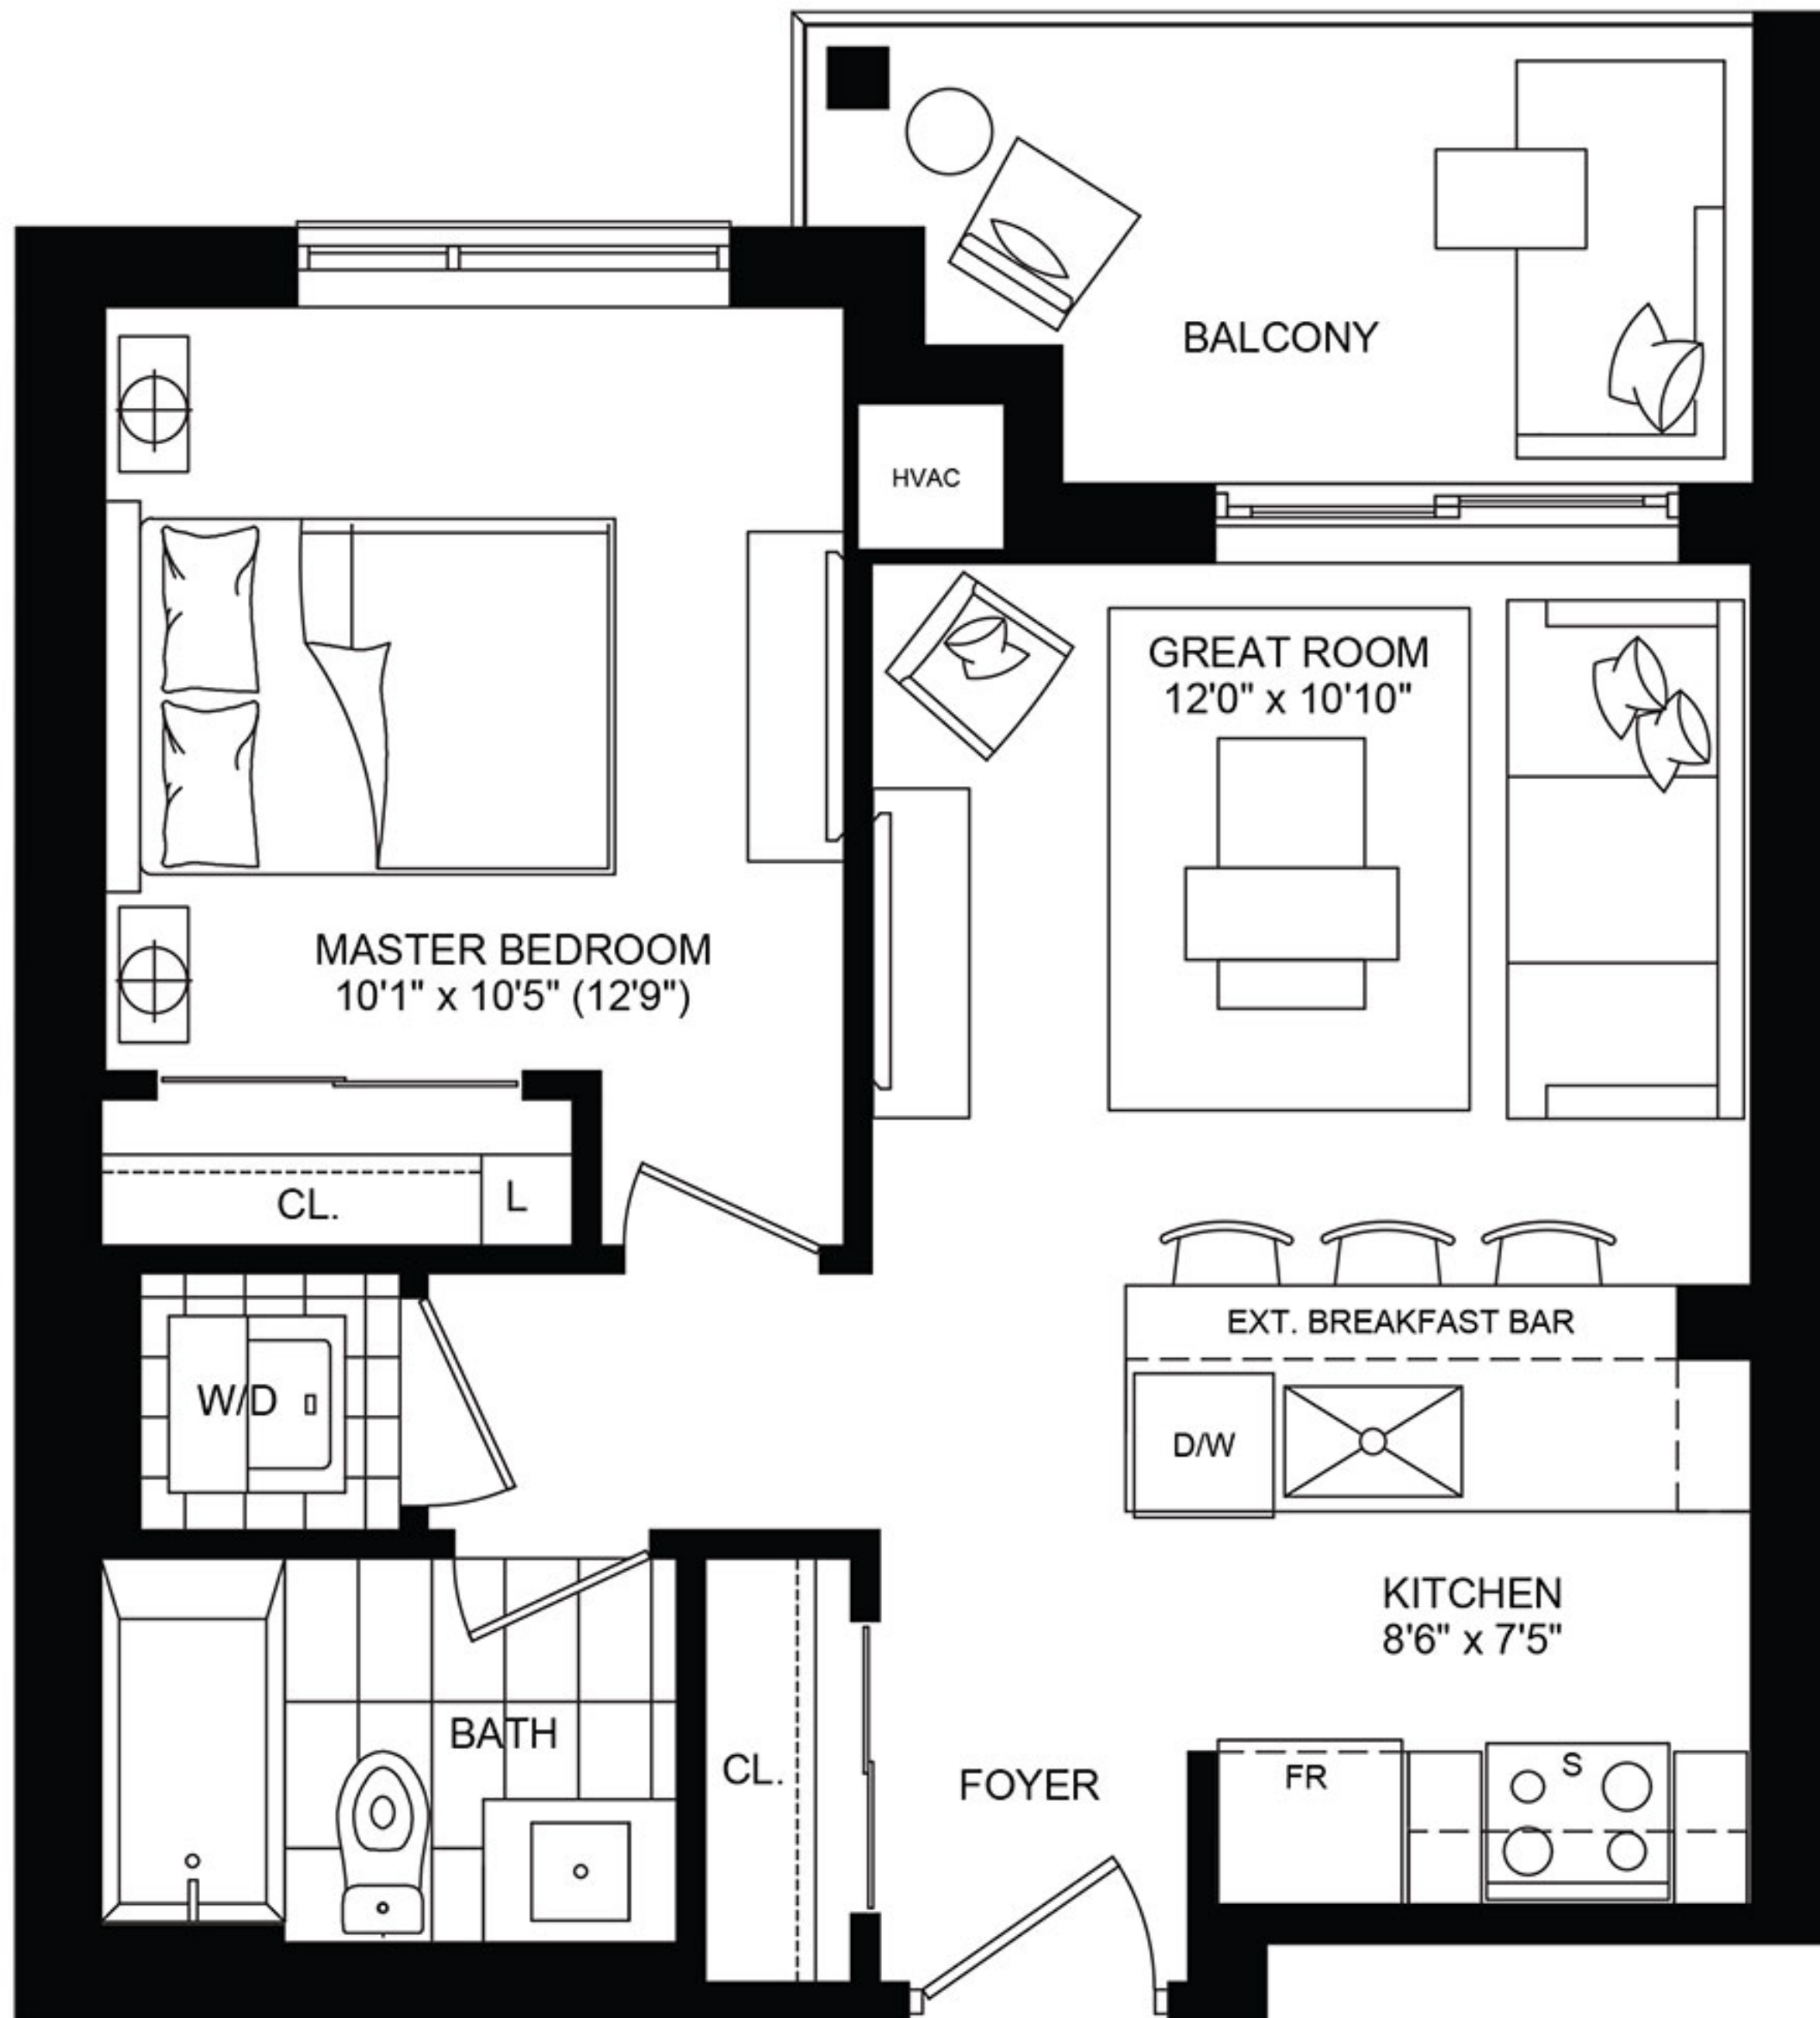 BALCONY
HVAC
GREAT ROOM
12'0" x 10'10"
MASTER BEDROOM
10'1" x 10'5" (12'9")
CL.
L
EXT. BREAKFAST BAR
W/D
D/W
KITCHEN
8'6" x 7'5"
BATH
CL.
FOYER
FR
S